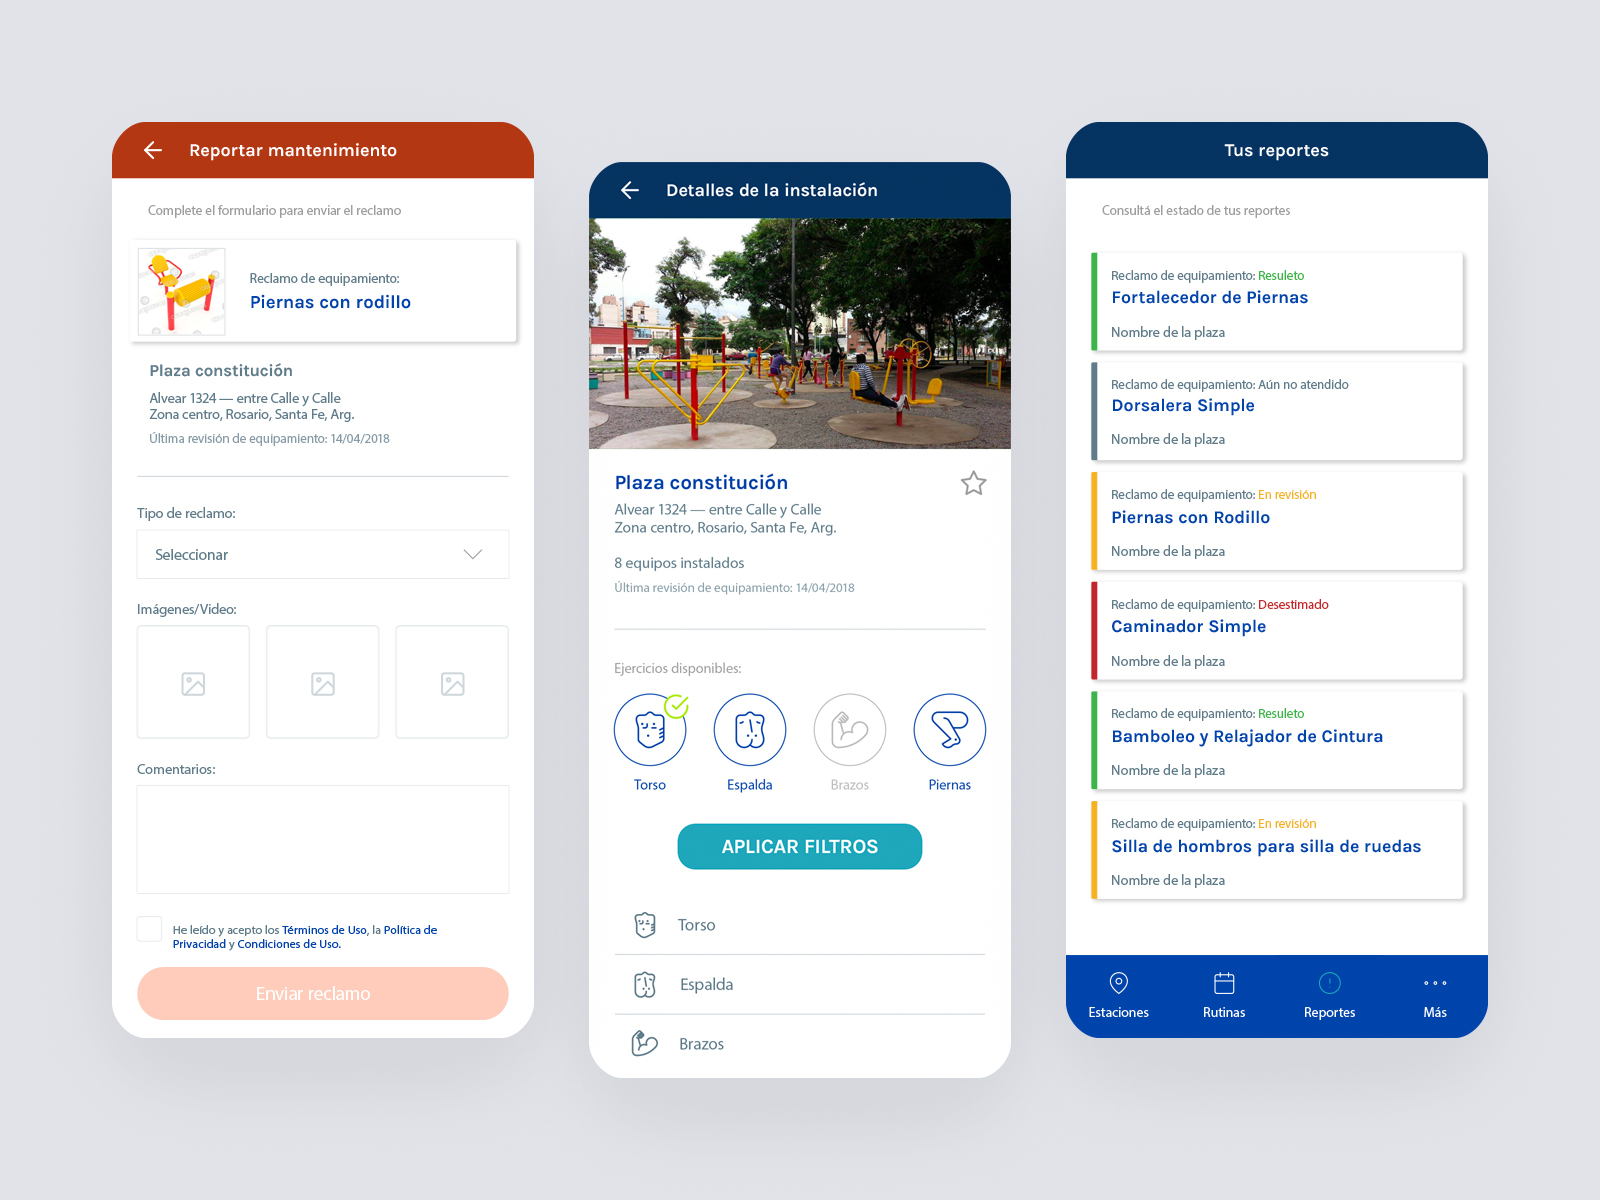 Reportar mantenimiento
Complete el formulario para enviar el reclamo
Reclamo de equipamiento:
Piernas con rodillo
Plaza constitución
Alvear 1324 — entre Calle y Calle
Zona centro, Rosario, Santa Fe, Arg.
Última revisión de equipamiento: 14/04/2018
Tipo de reclamo:
Seleccionar
Imágenes/Video:
Comentarios:
He leído y acepto los Términos de Uso, la Política de
Privacidad y Condiciones de Uso.
Enviar reclamo
Detalles de la instalación
Plaza constitución
Alvear 1324 — entre Calle y Calle
Zona centro, Rosario, Santa Fe, Arg.
8 equipos instalados
Última revisión de equipamiento: 14/04/2018
Ejercicios disponibles:
Torso
Espalda
Brazos
Piernas
APLICAR FILTROS
Torso
Espalda
Brazos
Tus reportes
Consultá el estado de tus reportes
Reclamo de equipamiento: Resuleto
Fortalecedor de Piernas
Nombre de la plaza
Reclamo de equipamiento: Aún no atendido
Dorsalera Simple
Nombre de la plaza
Reclamo de equipamiento: En revisión
Piernas con Rodillo
Nombre de la plaza
Reclamo de equipamiento: Desestimado
Caminador Simple
Nombre de la plaza
Reclamo de equipamiento: Resuleto
Bamboleo y Relajador de Cintura
Nombre de la plaza
Reclamo de equipamiento: En revisión
Silla de hombros para silla de ruedas
Nombre de la plaza
Estaciones
Rutinas
Reportes
Más